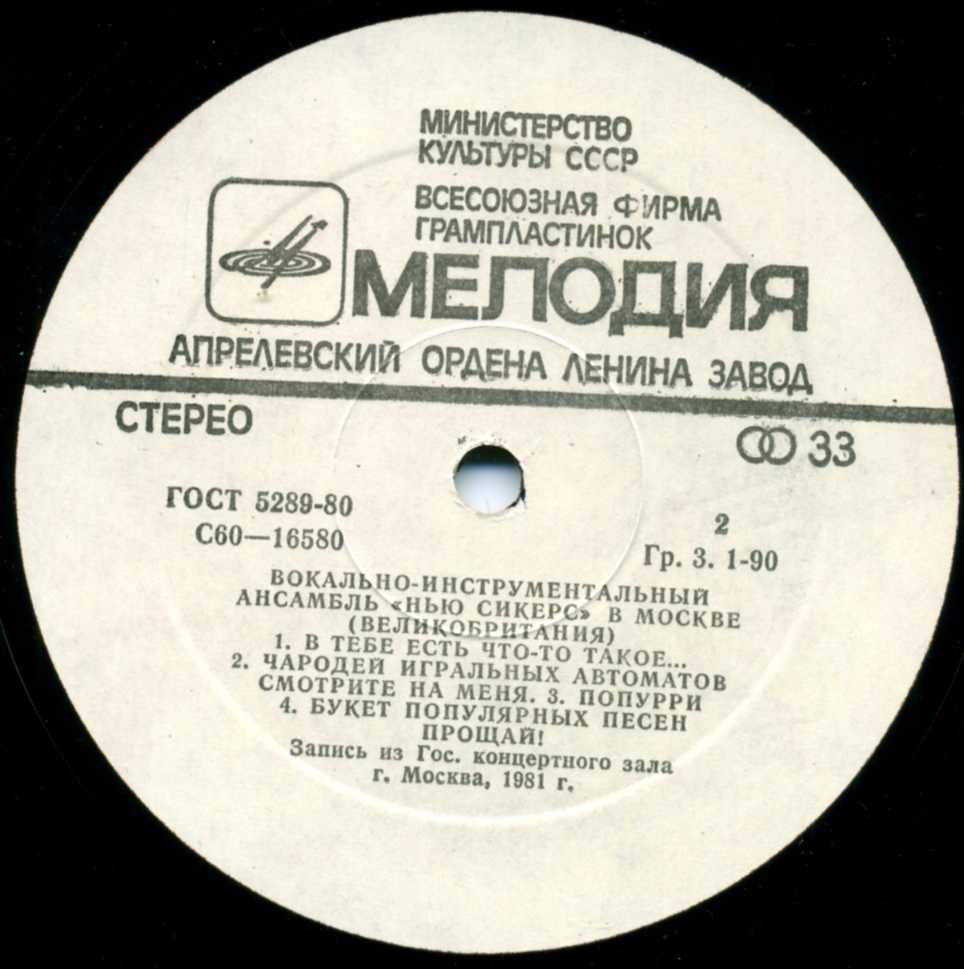 МИНИСТЕРСТВО
КУЛЬТУРЫ СССР
ВСЕСОЮЗНАЯ ФИРМА
ГРАМПЛАСТИНОК
МЕЛОДИЯ
АПРЕЛЕВСКИЙ ОРДЕНА ЛЕНИНА ЗАВОД
СТЕРЕО
33
ГОСТ 5289-80
С60—16580
2
Гр. 3. 1-90
ВОКАЛЬНО-ИНСТРУМЕНТАЛЬНЫЙ
АНСАМБЛЬ «НЬЮ СИКЕРС» В МОСКВЕ
(ВЕЛИКОБРИТАНИЯ)
1. В ТЕБЕ ЕСТЬ ЧТО-ТО ТАКОЕ...
2. ЧАРОДЕЙ ИГРАЛЬНЫХ АВТОМАТОВ
СМОТРИТЕ НА МЕНЯ. 3. ПОПУРРИ
4. БУКЕТ ПОПУЛЯРНЫХ ПЕСЕН
ПРОЩАЙ!
Запись из Гос. концертного зала
г. Москва, 1981 г.